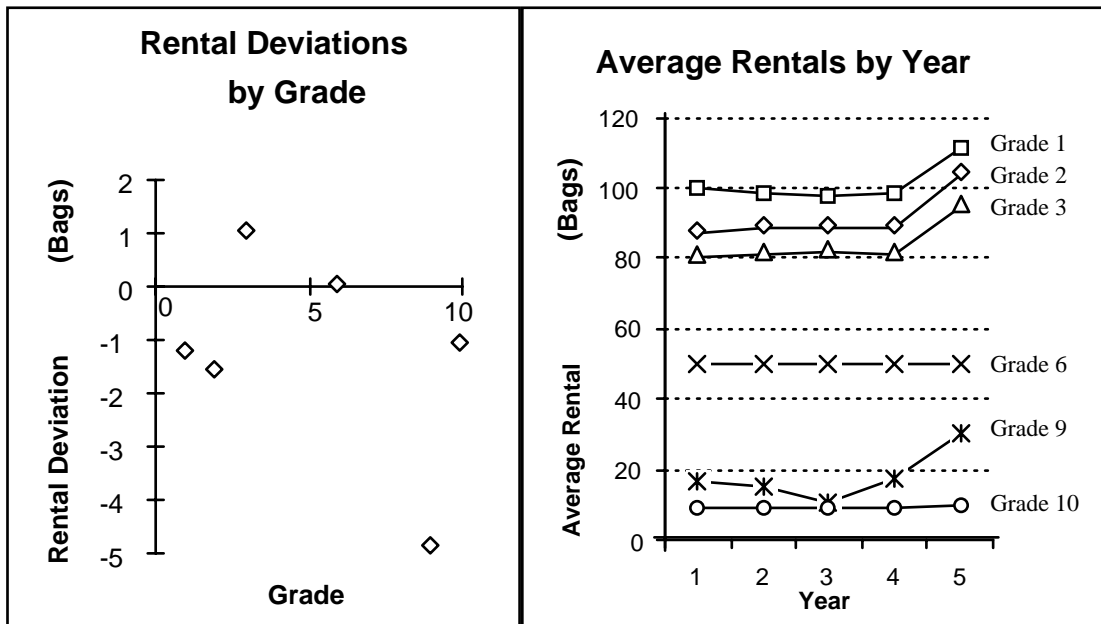 Rental Deviations
by Grade
Rental Deviation (Bags)
2
1
0
-1
-2
-3
-4
-5
0
5
10
Grade
Average Rentals by Year
Average Rental (Bags)
120
100
80
60
40
20
0
Grade 1
Grade 2
Grade 3
Grade 6
Grade 9
Grade 10
1 2 3 4 5
Year